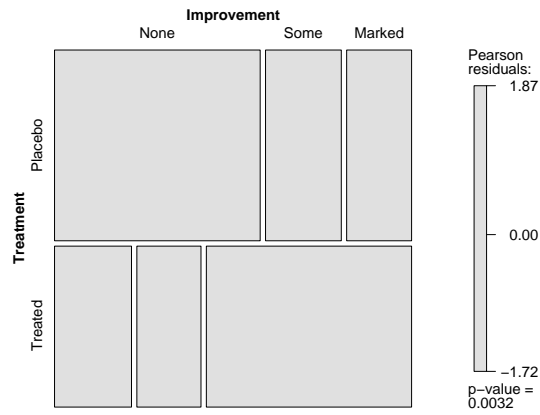 Improvement
None Some Marked
Treatment
Placebo
Treated
Pearson
residuals:
1.87
0.00
−1.72
p−value =
0.0032